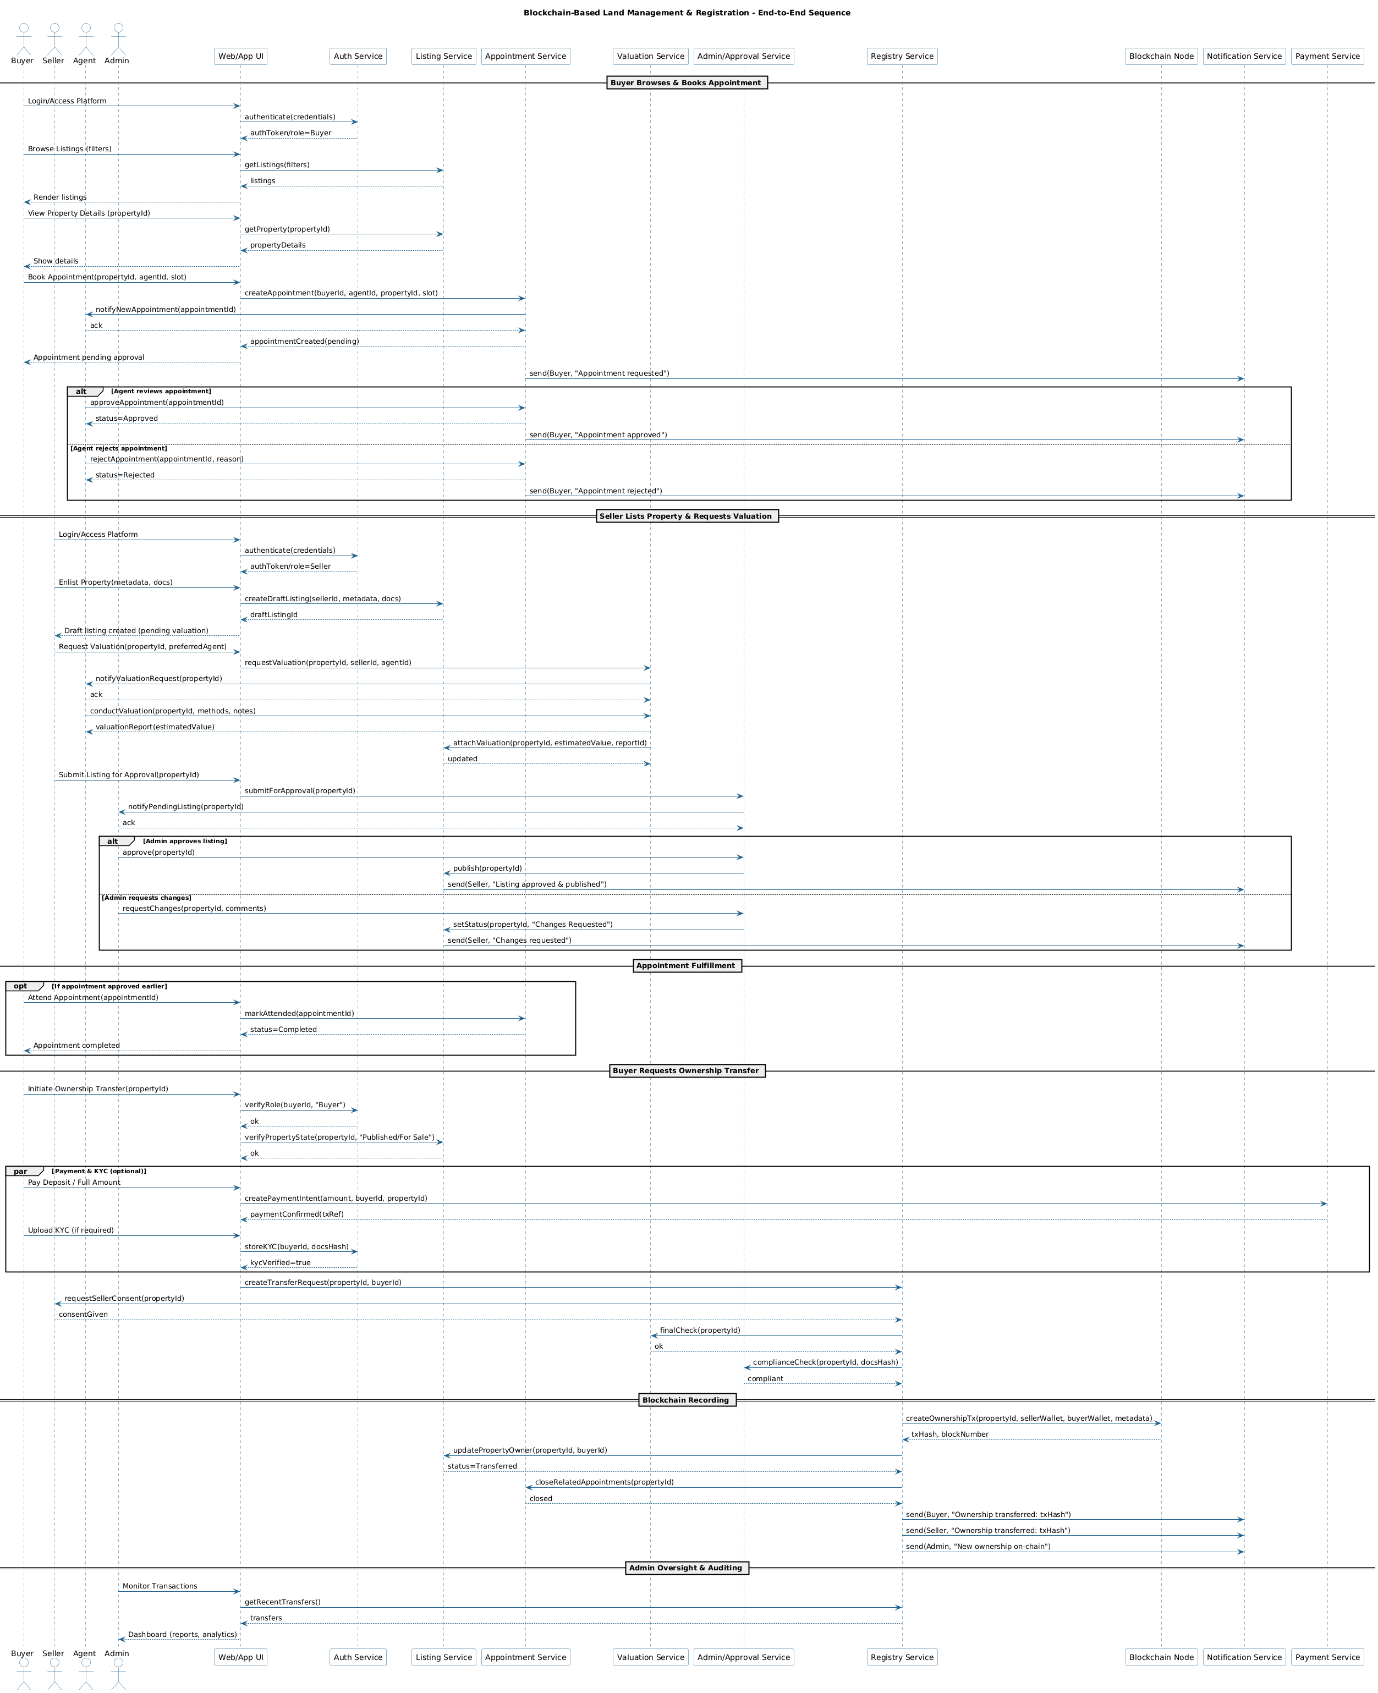 Blockchain-Based Land Management & Registration - End-to-End Sequence
Buyer Seller Agent Admin Web/App UI Auth Service Listing Service Appointment Service Valuation Service Admin/Approval Service Registry Service Blockchain Node Notification Service Payment Service
Buyer Browses & Books Appointment
Login/Access Platform
authenticate(credentials)
authToken/role=Buyer
Browse Listings (filters)
getListings(filters)
listings
Render listings
View Property Details (propertyId)
getProperty(propertyId)
propertyDetails
Show details
Book Appointment(propertyId, agentId, slot)
createAppointment(buyerId, agentId, propertyId, slot)
notifyNewAppointment(appointmentId)
ack
appointmentCreated(pending)
Appointment pending approval
send(Buyer, "Appointment requested")
alt [Agent reviews appointment]
approveAppointment(appointmentId)
status=Approved
send(Buyer, "Appointment approved")
[Agent rejects appointment]
rejectAppointment(appointmentId, reason)
status=Rejected
send(Buyer, "Appointment rejected")
Seller Lists Property & Requests Valuation
Login/Access Platform
authenticate(credentials)
authToken/role=Seller
Enlist Property(metadata, docs)
createDraftListing(sellerId, metadata, docs)
draftListingId
Draft listing created (pending valuation)
Request Valuation(propertyId, preferredAgent)
requestValuation(propertyId, sellerId, agentId)
notifyValuationRequest(propertyId)
ack
conductValuation(propertyId, methods, notes)
valuationReport(estimatedValue)
attachValuation(propertyId, estimatedValue, reportId)
updated
Submit Listing for Approval(propertyId)
submitForApproval(propertyId)
notifyPendingListing(propertyId)
ack
alt [Admin approves listing]
approve(propertyId)
publish(propertyId)
send(Seller, "Listing approved & published")
[Admin requests changes]
requestChanges(propertyId, comments)
setStatus(propertyId, "Changes Requested")
send(Seller, "Changes requested")
Appointment Fulfillment
opt [If appointment approved earlier]
Attend Appointment(appointmentId)
markAttended(appointmentId)
status=Completed
Appointment completed
Buyer Requests Ownership Transfer
Initiate Ownership Transfer(propertyId)
verifyRole(buyerId, "Buyer")
ok
verifyPropertyState(propertyId, "Published/For Sale")
ok
par [Payment & KYC (optional)]
Pay Deposit / Full Amount
createPaymentIntent(amount, buyerId, propertyId)
paymentConfirmed(txRef)
Upload KYC (if required)
storeKYC(buyerId, docsHash)
kycVerified=true
createTransferRequest(propertyId, buyerId)
requestSellerConsent(propertyId)
consentGiven
finalCheck(propertyId)
ok
complianceCheck(propertyId, docsHash)
compliant
Blockchain Recording
createOwnershipTx(propertyId, sellerWallet, buyerWallet, metadata)
txHash, blockNumber
updatePropertyOwner(propertyId, buyerId)
status=Transferred
closeRelatedAppointments(propertyId)
closed
send(Buyer, "Ownership transferred: txHash")
send(Seller, "Ownership transferred: txHash")
send(Admin, "New ownership on-chain")
Admin Oversight & Auditing
Monitor Transactions
getRecentTransfers()
transfers
Dashboard (reports, analytics)
Buyer Seller Agent Admin Web/App UI Auth Service Listing Service Appointment Service Valuation Service Admin/Approval Service Registry Service Blockchain Node Notification Service Payment Service